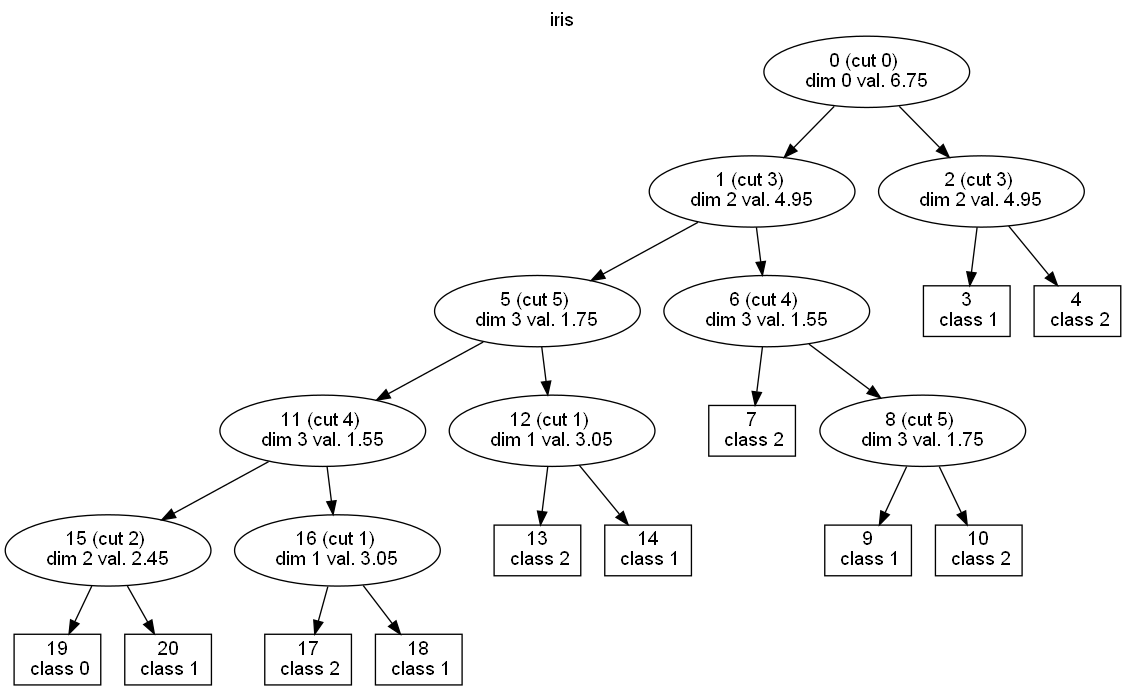 iris
0 (cut 0)
dim 0 val. 6.75
1 (cut 3)
dim 2 val. 4.95
2 (cut 3)
dim 2 val. 4.95
5 (cut 5)
dim 3 val. 1.75
6 (cut 4)
dim 3 val. 1.55
3
class 1
4
class 2
11 (cut 4)
dim 3 val. 1.55
12 (cut 1)
dim 1 val. 3.05
7
class 2
8 (cut 5)
dim 3 val. 1.75
15 (cut 2)
dim 2 val. 2.45
16 (cut 1)
dim 1 val. 3.05
13
class 2
14
class 1
9
class 1
10
class 2
19
class 0
20
class 1
17
class 2
18
class 1